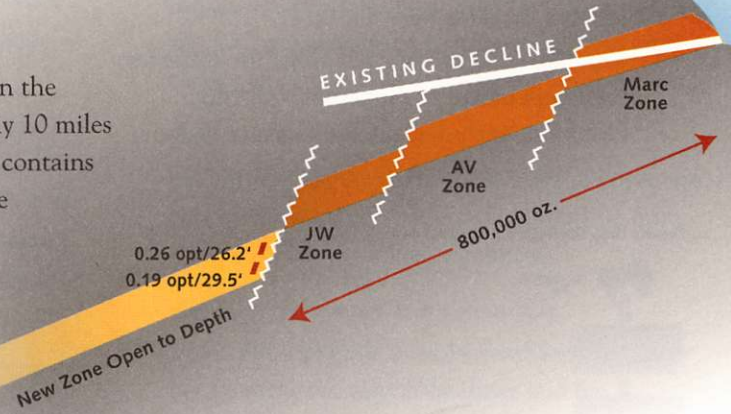 n the
y 10 miles
contains
e
EXISTING DECLINE
Marc
Zone
AV
Zone
800,000 oz.
JW
Zone
0.26 opt/26.2'
0.19 opt/29.5'
New Zone Open to Depth